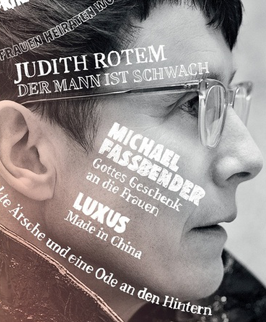 FRAUEN HEIRATEN
JUDITH ROTEM
DER MANN IST SCHWACH
MICHAEL
FASSBENDER
Gottes Geschenk
an die Frauen
LUXUS
Made in China
Ärsche und eine Ode an den Hintern